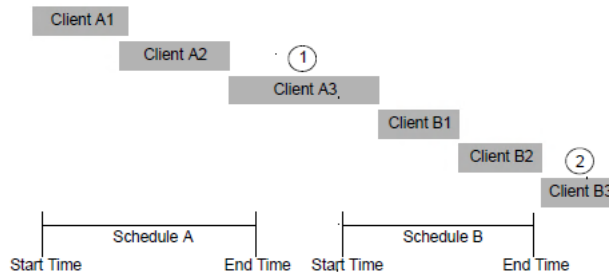 Client A1
Client A2
1
Client A3
Client B1
Client B2
2
Client B3
Schedule A
Schedule B
Start Time
End Time
Start Time
End Time